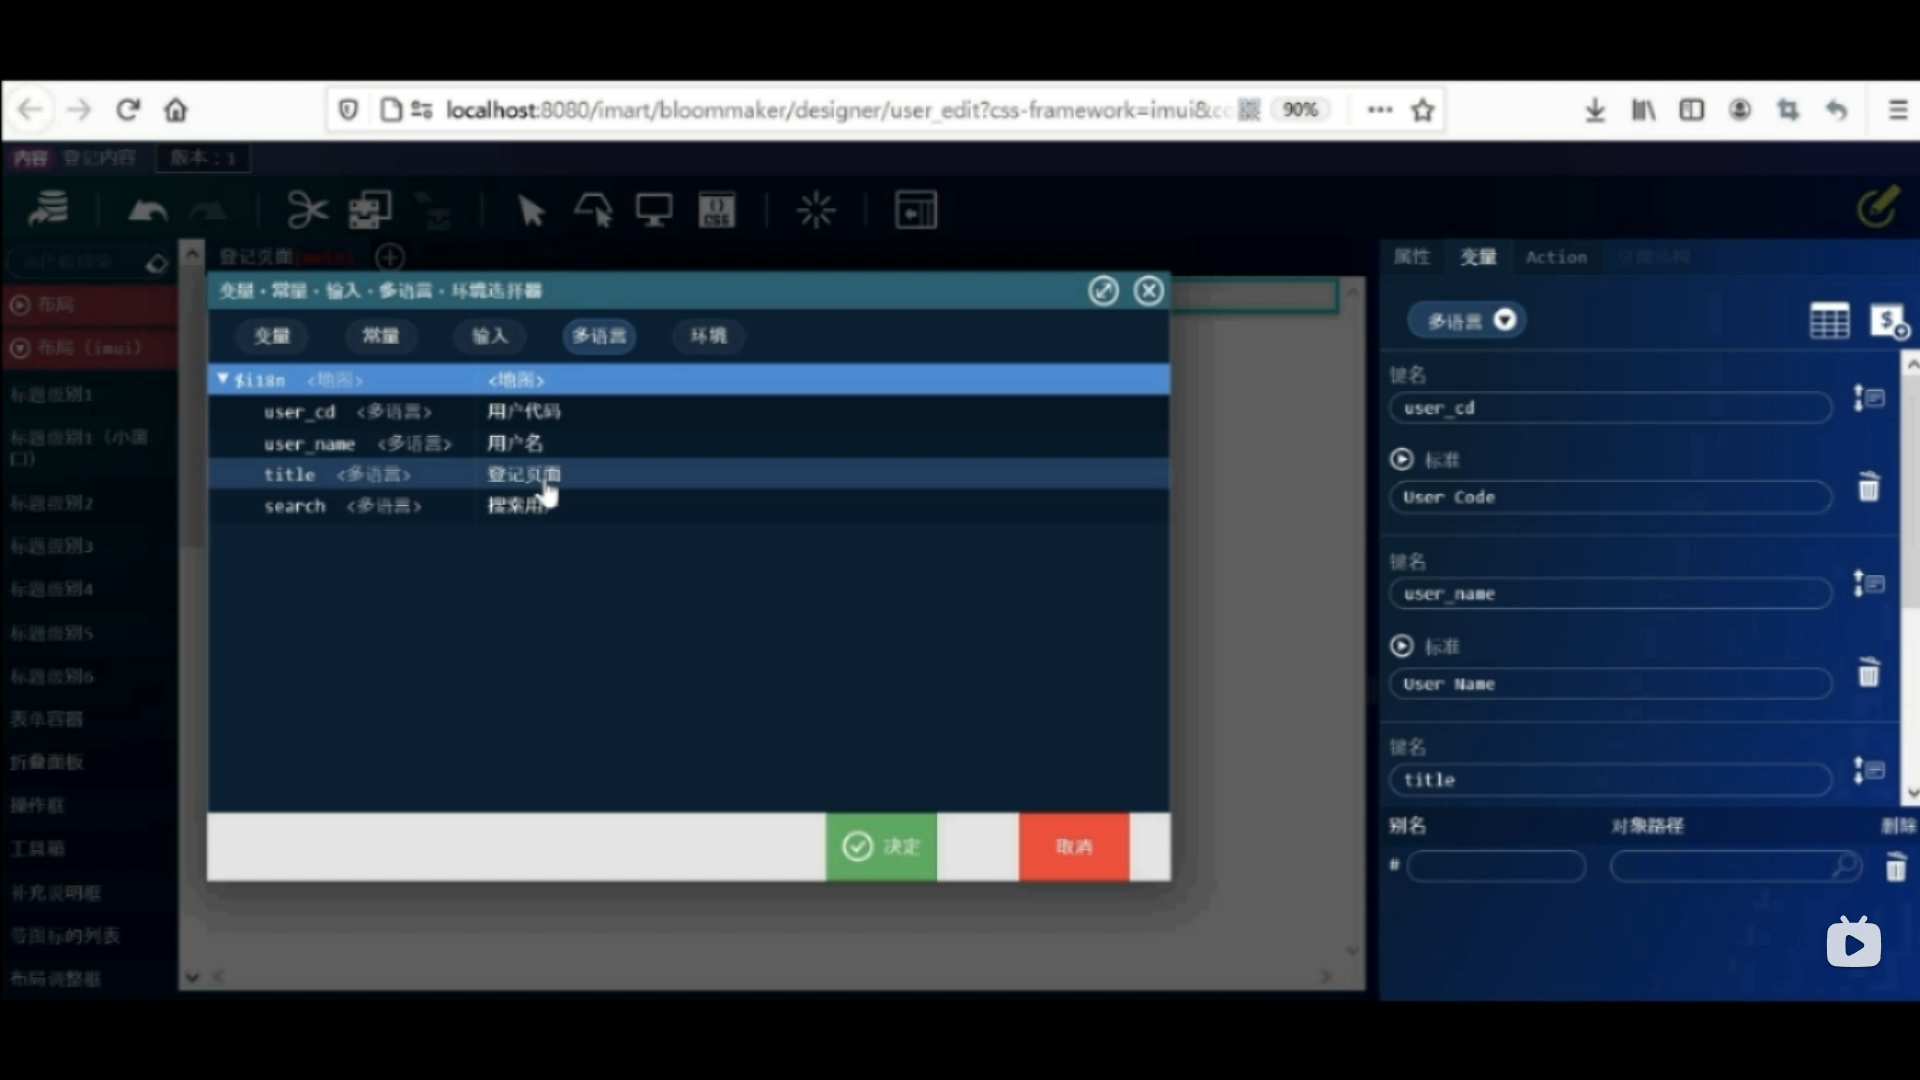 localhost:8080/imart/bloommaker/designer/user_edit?css-framework=imui&cc
90%
内容 登记内容 版本：1
CSS
登记页面
属性 变量 Action
变量・常量・输入・多语言・环境选择器
变量 常量 输入 多语言 环境
$i18n <地图> <地图>
user_cd <多语言> 用户代码
user_name <多语言> 用户名
title <多语言> 登记页面
search <多语言> 搜索用
决定 取消
布局
布局（imui）
标题级别1
标题级别1（小窗
口）
标题级别2
标题级别3
标题级别4
标题级别5
标题级别6
表单容器
折叠面板
操作框
工具箱
补充说明框
带图标的列表
布局调整框
多语言
键名
user_cd
标准
User Code
键名
user_name
标准
User Name
键名
title
别名 对象路径 删除
#